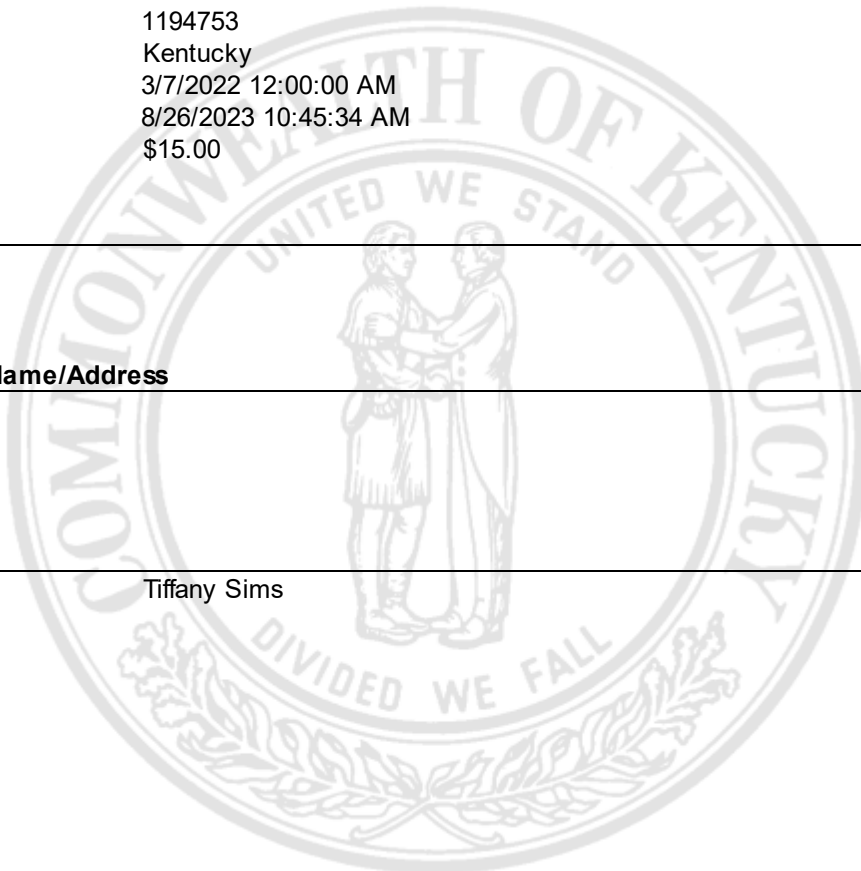 1194753
Kentucky
3/7/2022 12:00:00 AM
8/26/2023 10:45:34 AM
$15.00
COMMONWEALTH OF KENTUCKY
UNITED WE STAND
ame/Address
Tiffany Sims
DIVIDED WE FALL